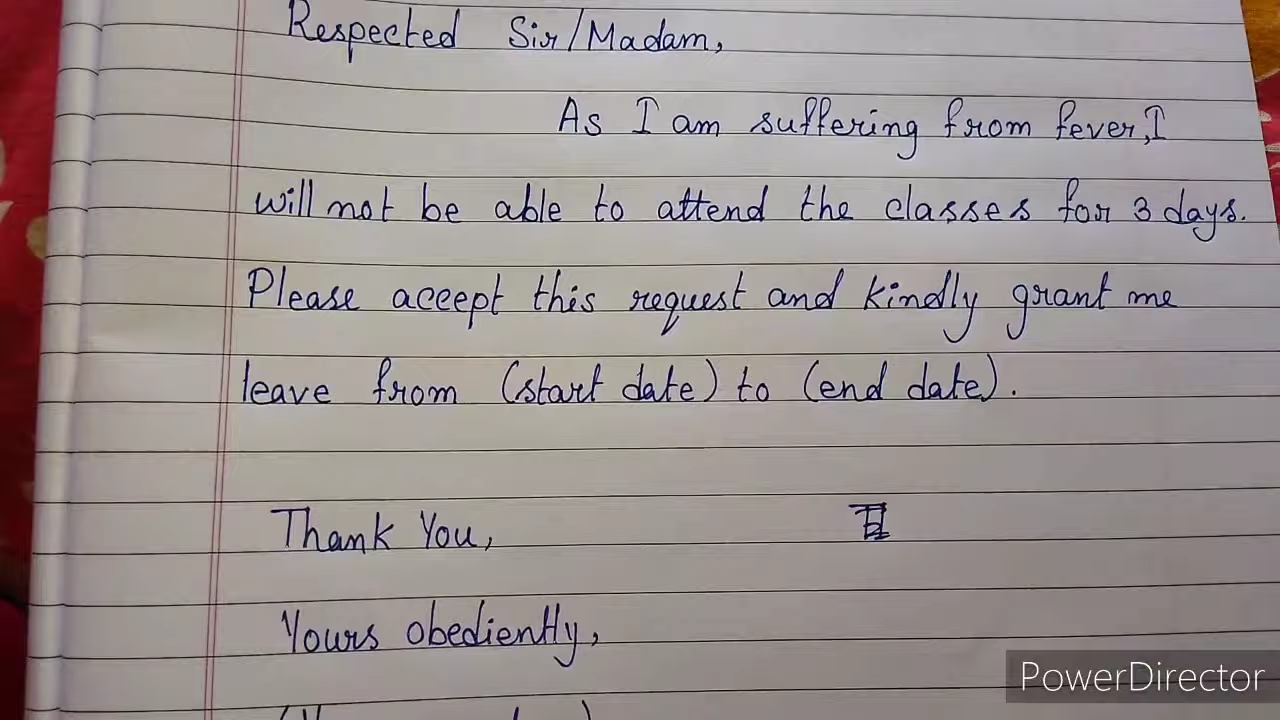 Respected Sir/Madam,
As I am suffering from fever, I
will not be able to attend the classes for 3 days.
Please accept this request and kindly grant me
leave from (start date) to (end date).
Thank You,
Yours obediently,
PowerDirector